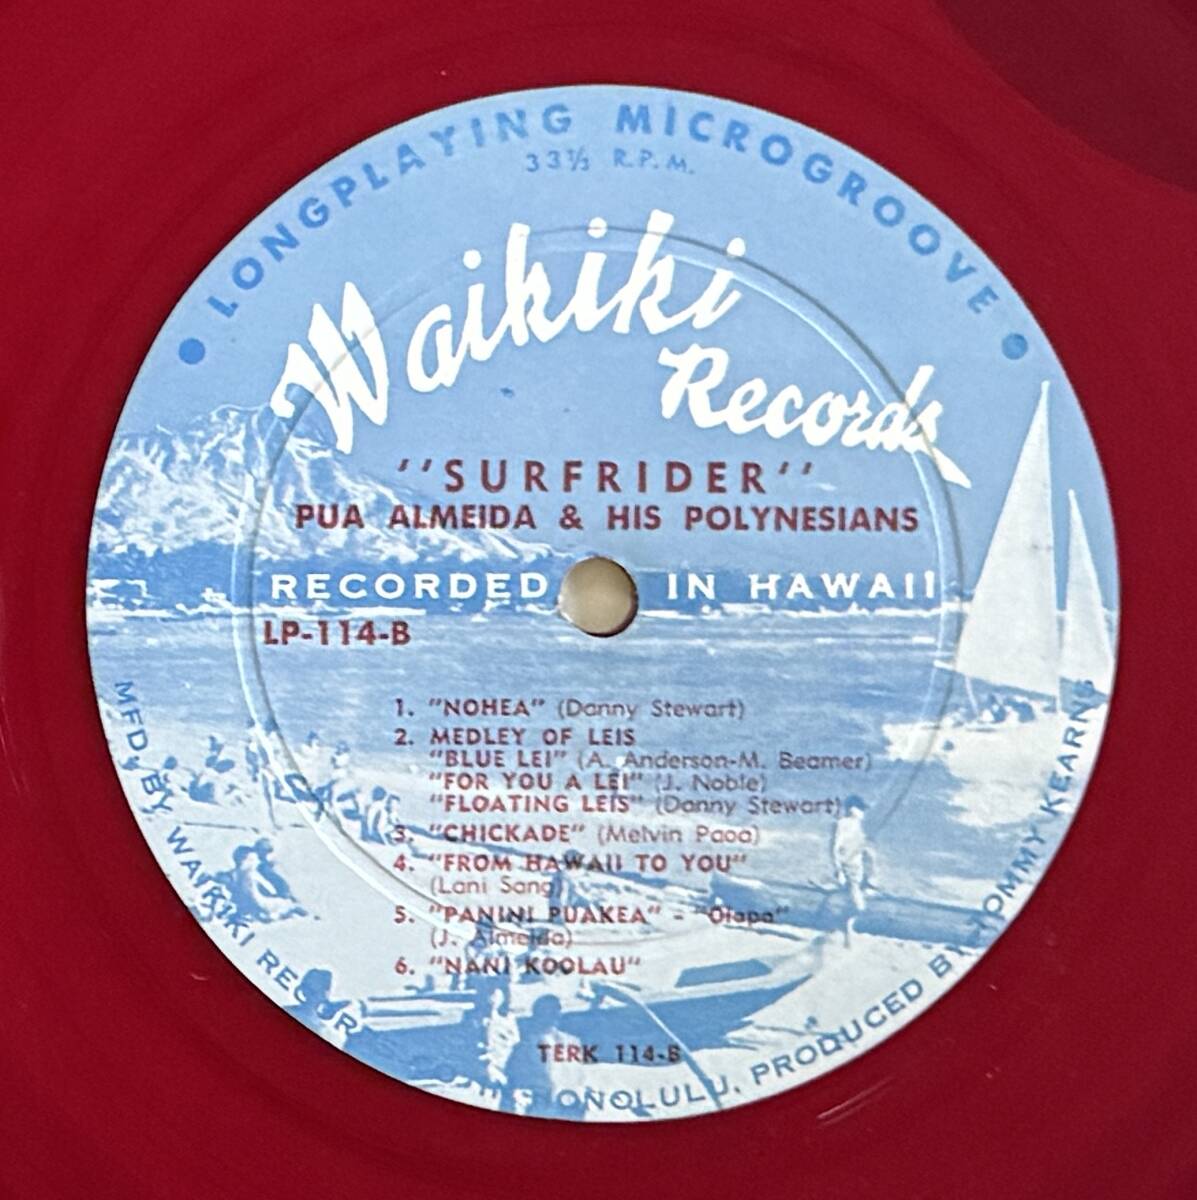 LONGPLAYING MICROGROOVE
33⅓ R.P.M.
Waikiki
Records
''SURFRIDER''
PUA ALMEIDA & HIS POLYNESIANS
RECORDED IN HAWAII
LP-114-B
1. "NOHEA" (Danny Stewart)
2. MEDLEY OF LEIS
"BLUE LEI" (A. Anderson-M. Beamer)
"FOR YOU A LEI" (J. Noble)
"FLOATING LEIS" (Danny Stewart)
3. "CHICKADE" (Melvin Paoa)
4. "FROM HAWAII TO YOU"
(Lani Sang)
5. "PANINI PUAKEA" - "Olapa"
(J. Almeida)
6. "NANI KOOLAU"
TERK 114-B
MFD. BY WAIKIKI HONOLULU. PRODUCED BY TOMMY KEARNS